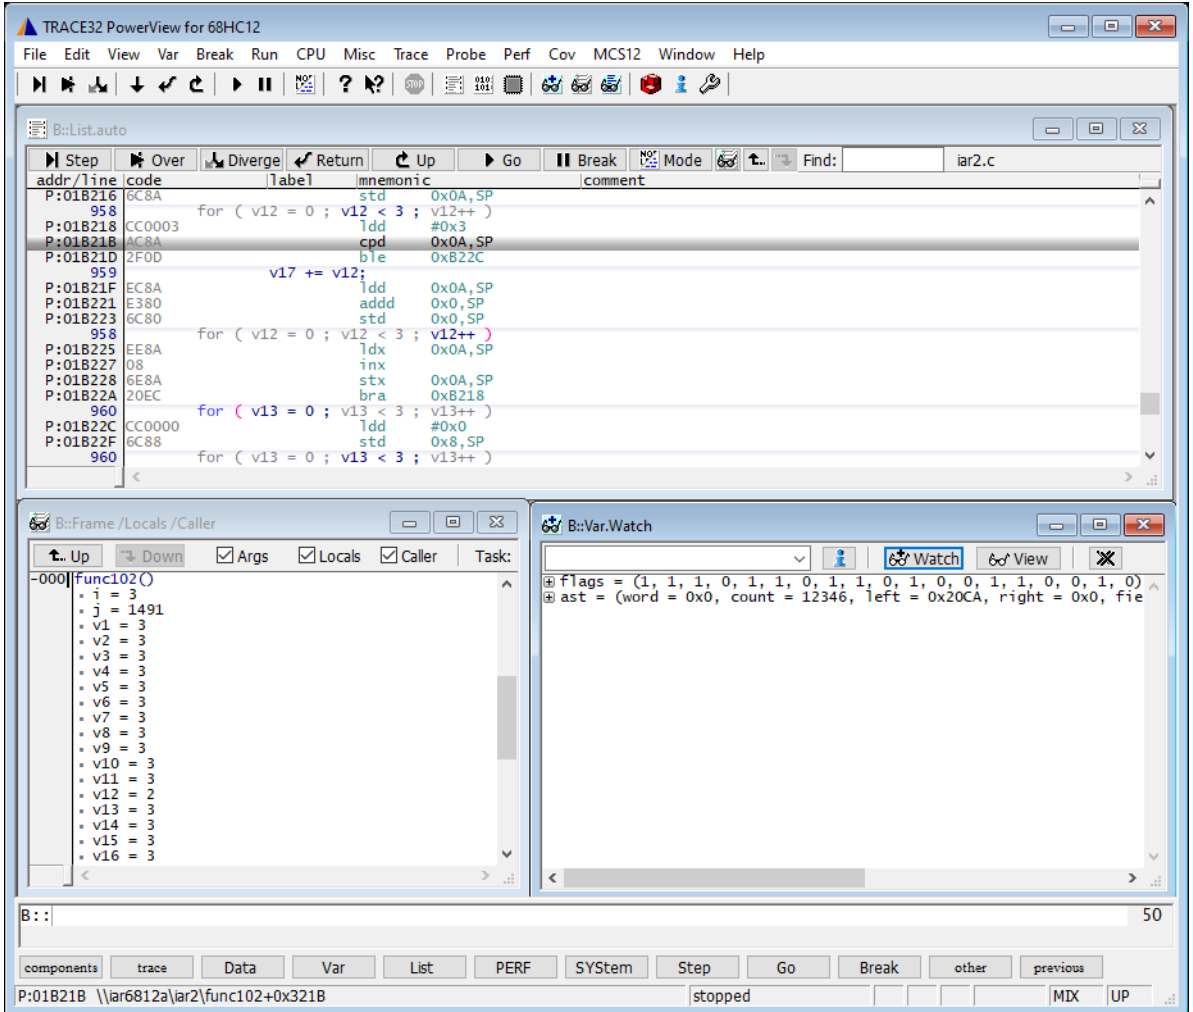 TRACE32 PowerView for 68HC12
File Edit View Var Break Run CPU Misc Trace Probe Perf Cov MCS12 Window Help
B::List.auto
Step Over Diverge Return Up Go Break Mode t.. Find: iar2.c
addr/line code label mnemonic comment
P:01B216 6C8A std 0x0A,SP
958 for ( v12 = 0 ; v12 < 3 ; v12++ )
P:01B218 CC0003 ldd #0x3
P:01B21B AC8A cpd 0x0A,SP
P:01B21D 2F0D ble 0xB22C
959 v17 += v12;
P:01B21F EC8A ldd 0x0A,SP
P:01B221 E380 addd 0x0,SP
P:01B223 6C80 std 0x0,SP
958 for ( v12 = 0 ; v12 < 3 ; v12++ )
P:01B225 EE8A ldx 0x0A,SP
P:01B227 08 inx
P:01B228 6E8A stx 0x0A,SP
P:01B22A 20EC bra 0xB218
960 for ( v13 = 0 ; v13 < 3 ; v13++ )
P:01B22C CC0000 ldd #0x0
P:01B22F 6C88 std 0x8,SP
960 for ( v13 = 0 ; v13 < 3 ; v13++ )
B::Frame /Locals /Caller
t.. Up Down Args Locals Caller Task:
-000 func102()
i = 3
j = 1491
v1 = 3
v2 = 3
v3 = 3
v4 = 3
v5 = 3
v6 = 3
v7 = 3
v8 = 3
v9 = 3
v10 = 3
v11 = 3
v12 = 2
v13 = 3
v14 = 3
v15 = 3
v16 = 3
B::Var.Watch
Watch View
flags = (1, 1, 1, 0, 1, 1, 0, 1, 1, 0, 1, 0, 0, 1, 1, 0, 0, 1, 0)
ast = (word = 0x0, count = 12346, left = 0x20CA, right = 0x0, fie
B:: 50
components trace Data Var List PERF SYStem Step Go Break other previous
P:01B21B \\iar6812a\iar2\func102+0x321B stopped MIX UP